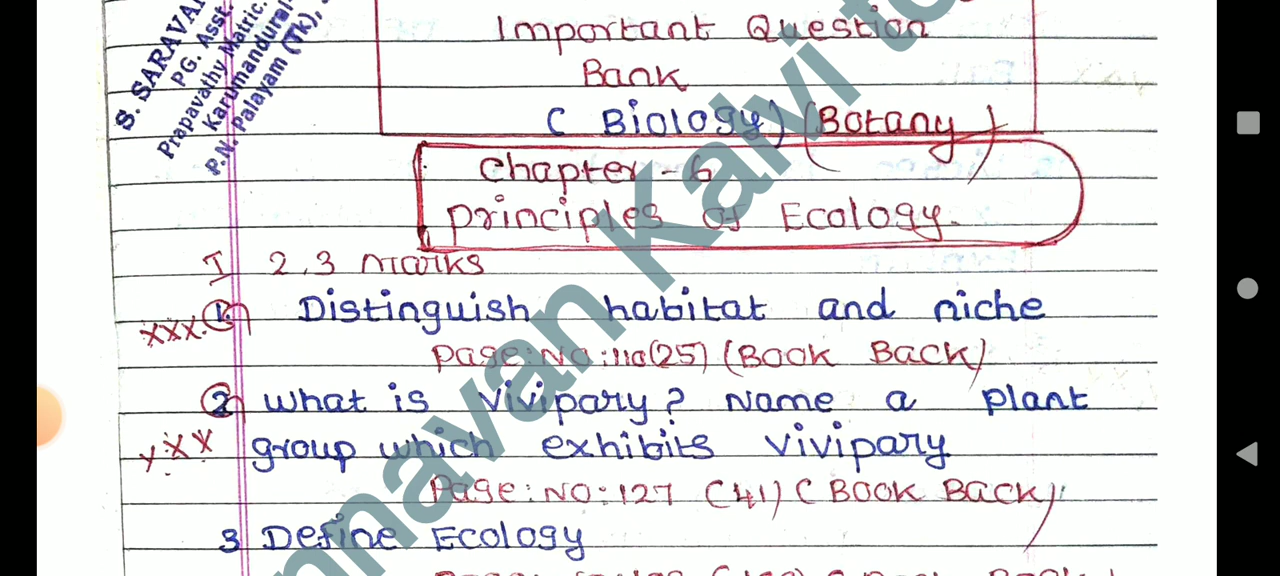 S. SARAVAN
PG. Asst.
Prapavathy Matric.
Karumandurai-
P.N. Palayam (Tk),
Important Question
Bank
( Biology) (Botany)
Chapter - 6
principles of Ecology.
I 2,3 marks
xxx. 1. Distinguish habitat and niche
Page: NO: 110(25) (BOOK Back)
2 What is Vivipary? Name a plant
xxx group which exhibits Vivipary
Page: NO: 127 (41) (BOOK Back)
3 Define Ecology
Kalvi